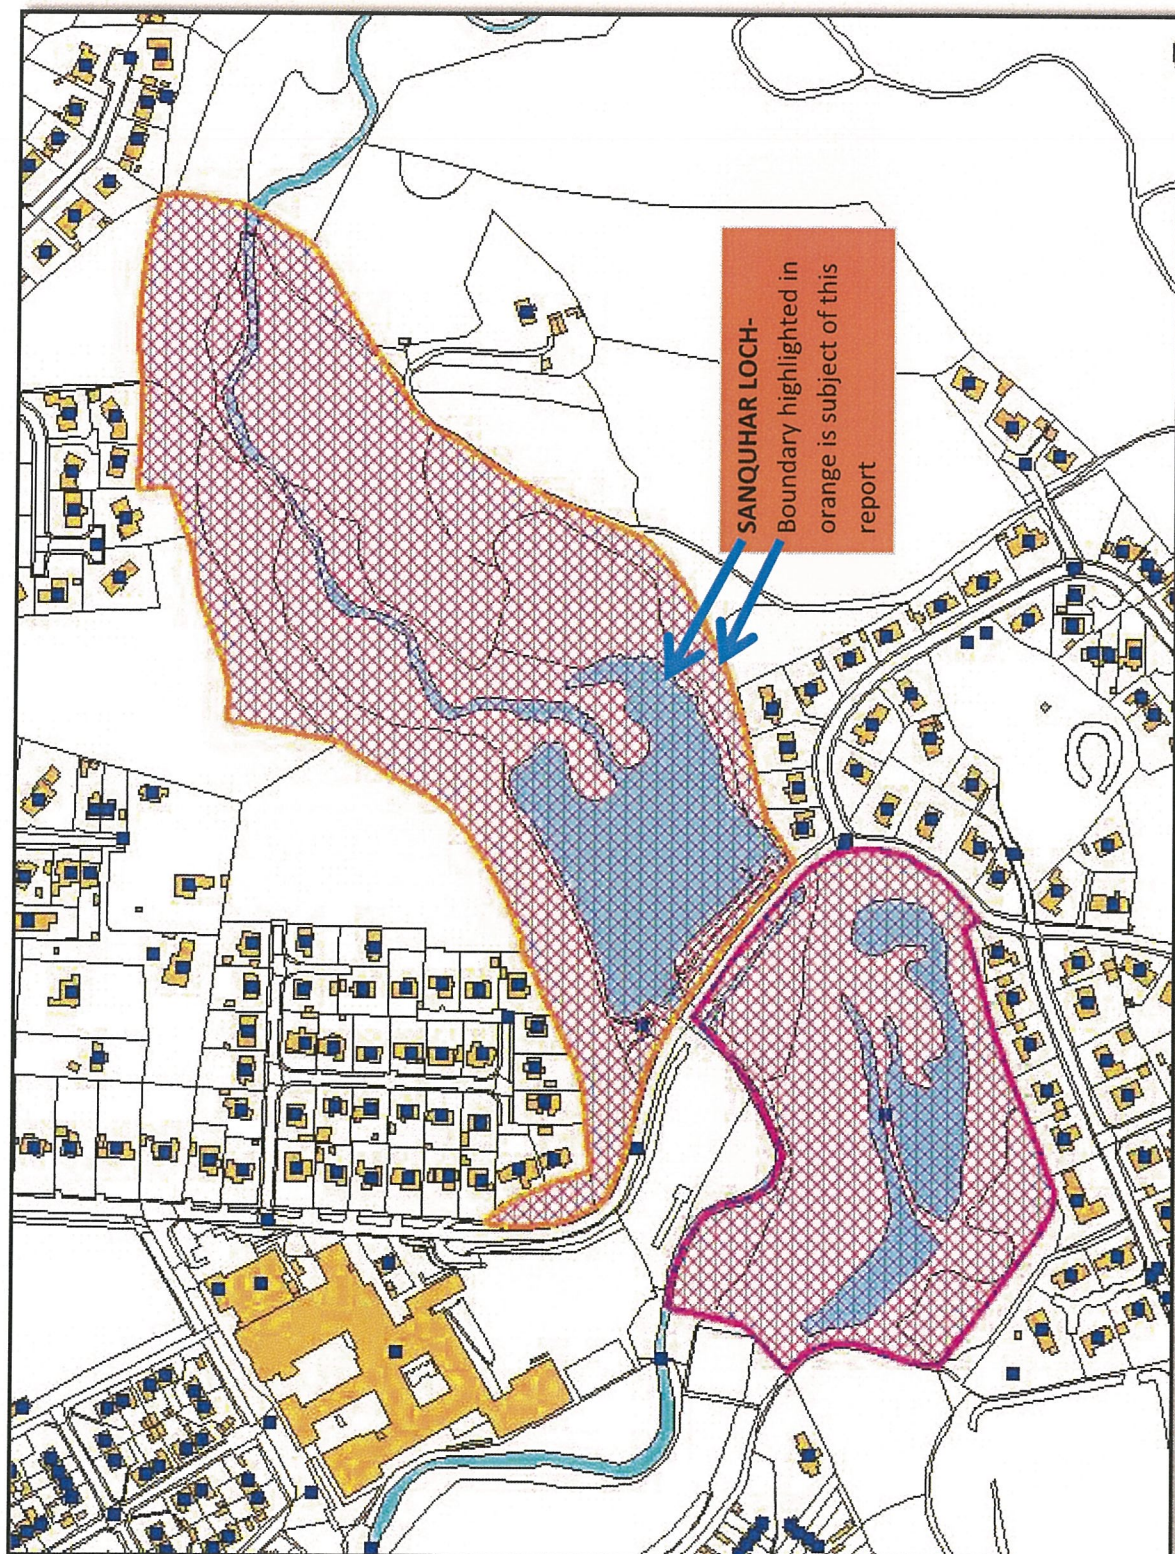 SANQUHAR LOCH-
Boundary highlighted in
orange is subject of this
report